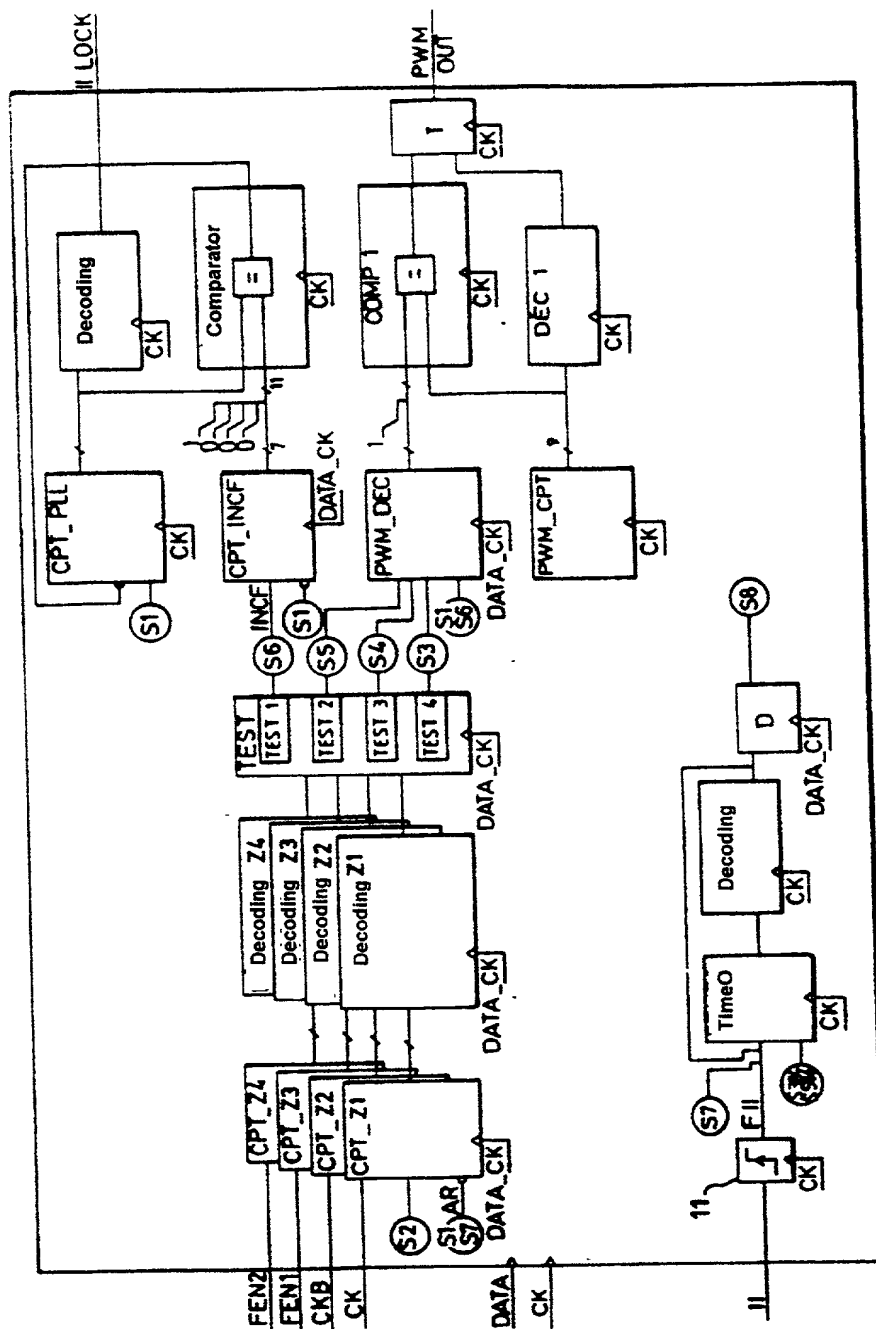 II LOCK
PWM
OUT
Decoding
CK
Comparator
=
CK
COMP 1
=
CK
DEC 1
CK
T
CK
CPT_PLL
CK
S1
CPT_INCF
DATA_CK
INCF
S1
7
11
PWM_DEC
DATA_CK
S1
S6
1
PWM_CPT
CK
9
S6
S5
S4
S3
TEST
TEST 1
TEST 2
TEST 3
TEST 4
DATA_CK
Decoding Z4
Decoding Z3
Decoding Z2
Decoding Z1
DATA_CK
CPT_Z4
CPT_Z3
CPT_Z2
CPT_Z1
DATA_CK
S2
S1
S7
AR
FEN2
FEN1
CKB
CK
DATA
CK
S8
D
DATA_CK
Decoding
CK
TimeO
CK
S7
FII
11
CK
II